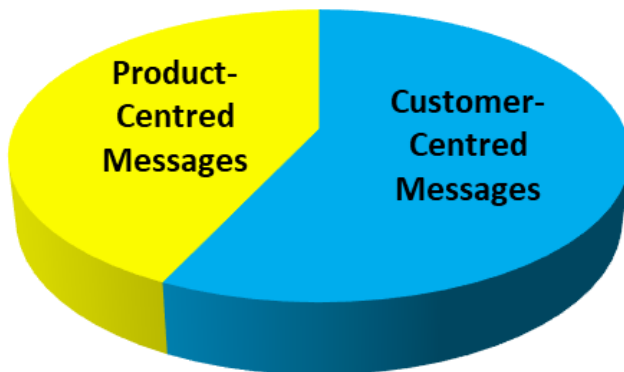 Product-
Centred
Messages
Customer-
Centred
Messages